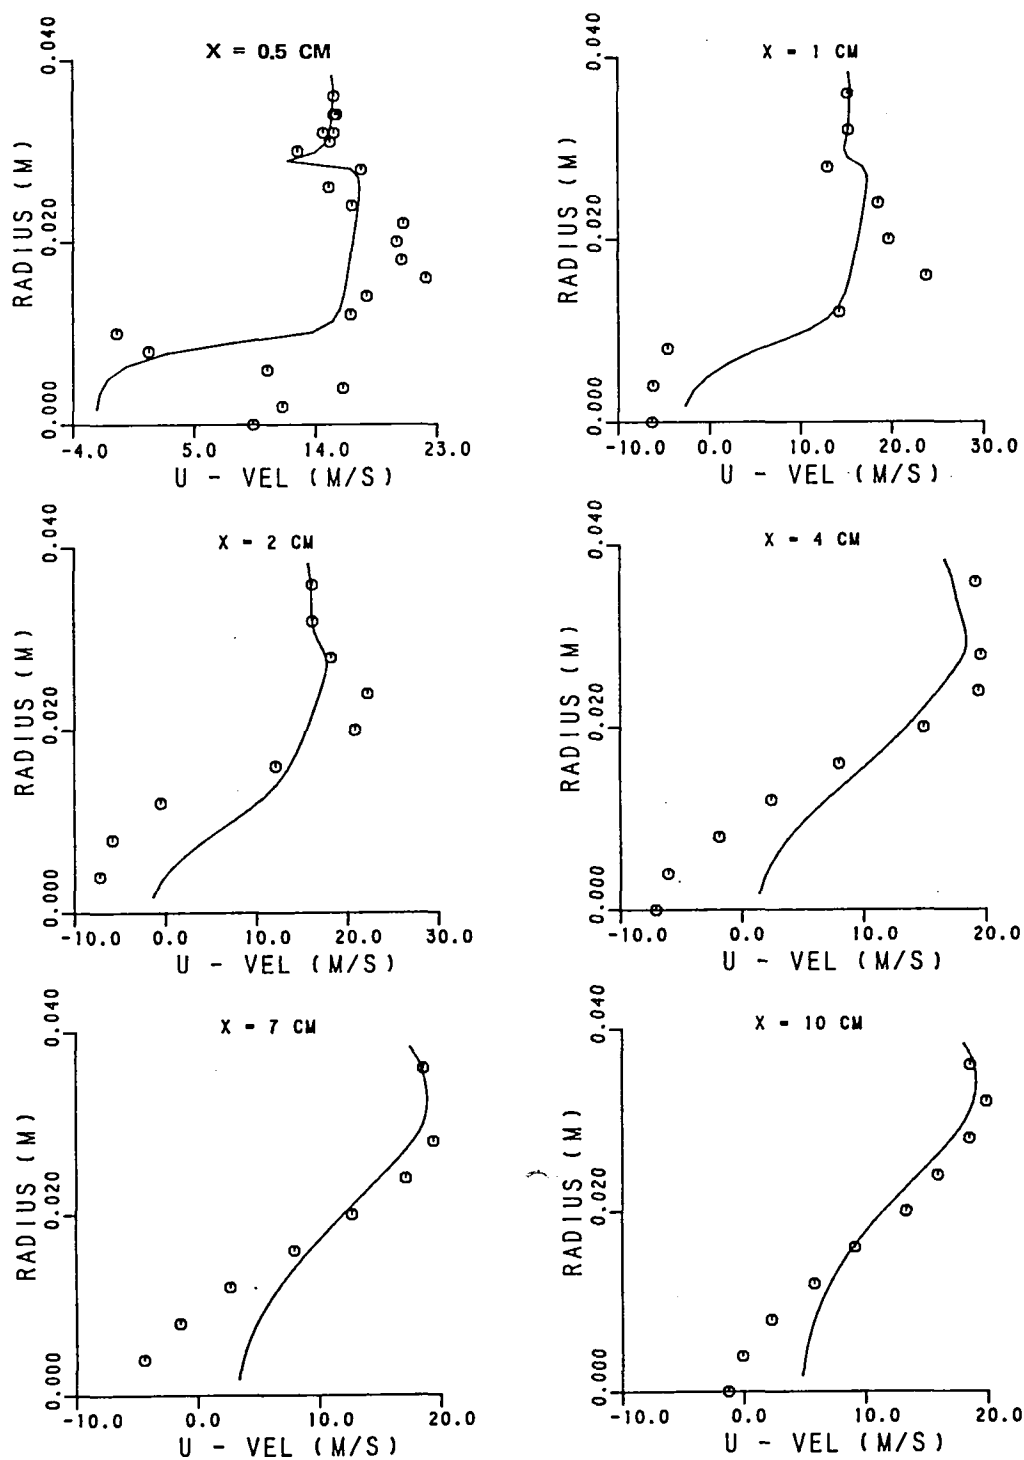 X = 0.5 CM
0.040
0.020
0.000
RADIUS (M)
-4.0 5.0 14.0 23.0
U - VEL (M/S)
X = 1 CM
0.040
0.020
0.000
RADIUS (M)
-10.0 0.0 10.0 20.0 30.0
U - VEL (M/S)
X = 2 CM
0.040
0.020
0.000
RADIUS (M)
-10.0 0.0 10.0 20.0 30.0
U - VEL (M/S)
X = 4 CM
0.040
0.020
0.000
RADIUS (M)
-10.0 0.0 10.0 20.0
U - VEL (M/S)
X = 7 CM
0.040
0.020
0.000
RADIUS (M)
-10.0 0.0 10.0 20.0
U - VEL (M/S)
X = 10 CM
0.040
0.020
0.000
RADIUS (M)
-10.0 0.0 10.0 20.0
U - VEL (M/S)